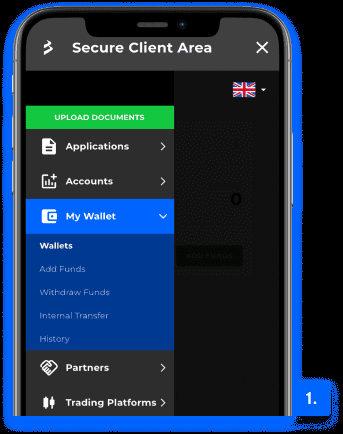 Secure Client Area
UPLOAD DOCUMENTS
Applications
Accounts
0
My Wallet
Wallets
Add Funds
Withdraw Funds
Internal Transfer
History
Partners
Trading Platforms
1.